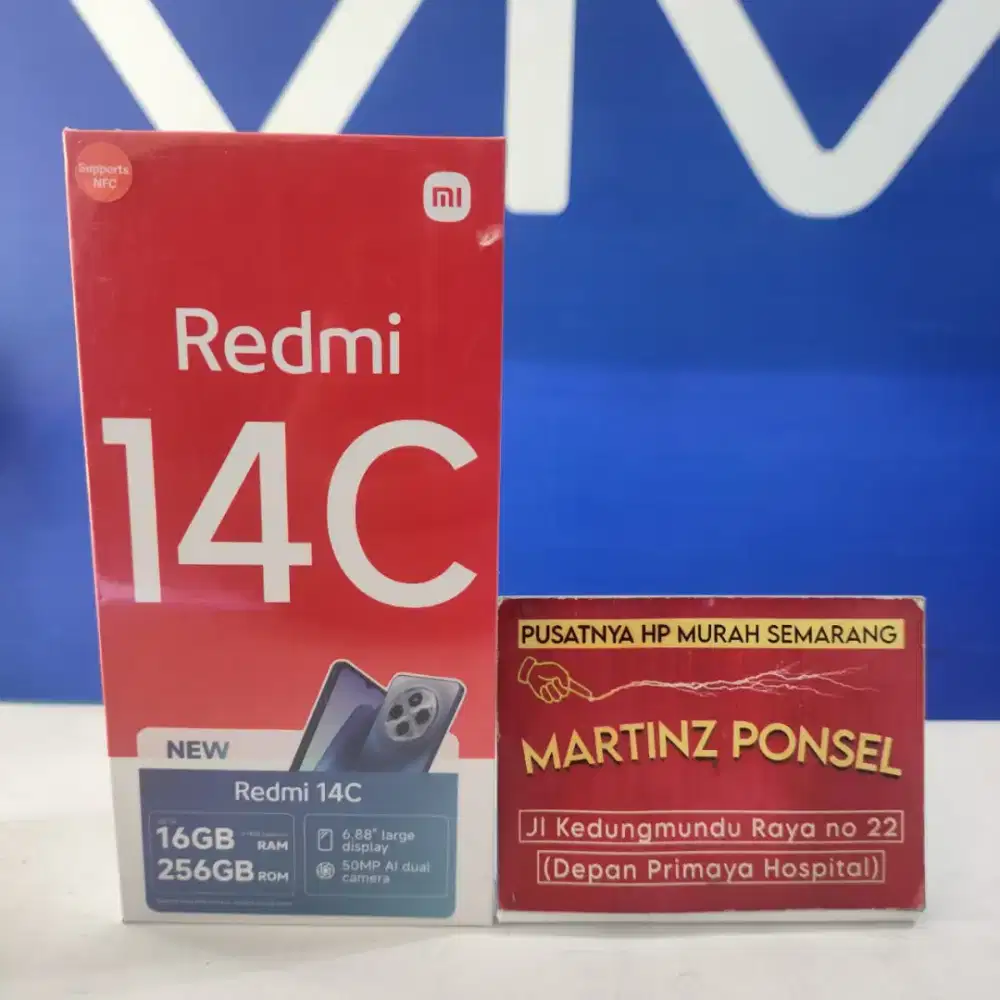 vivo
Supports
NFC
mi
Redmi
14C
NEW
Redmi 14C
16GB
RAM
256GB ROM
6.88" large
display
50MP AI dual
camera
PUSATNYA HP MURAH SEMARANG
MARTINZ PONSEL
Jl Kedungmundu Raya no 22
(Depan Primaya Hospital)